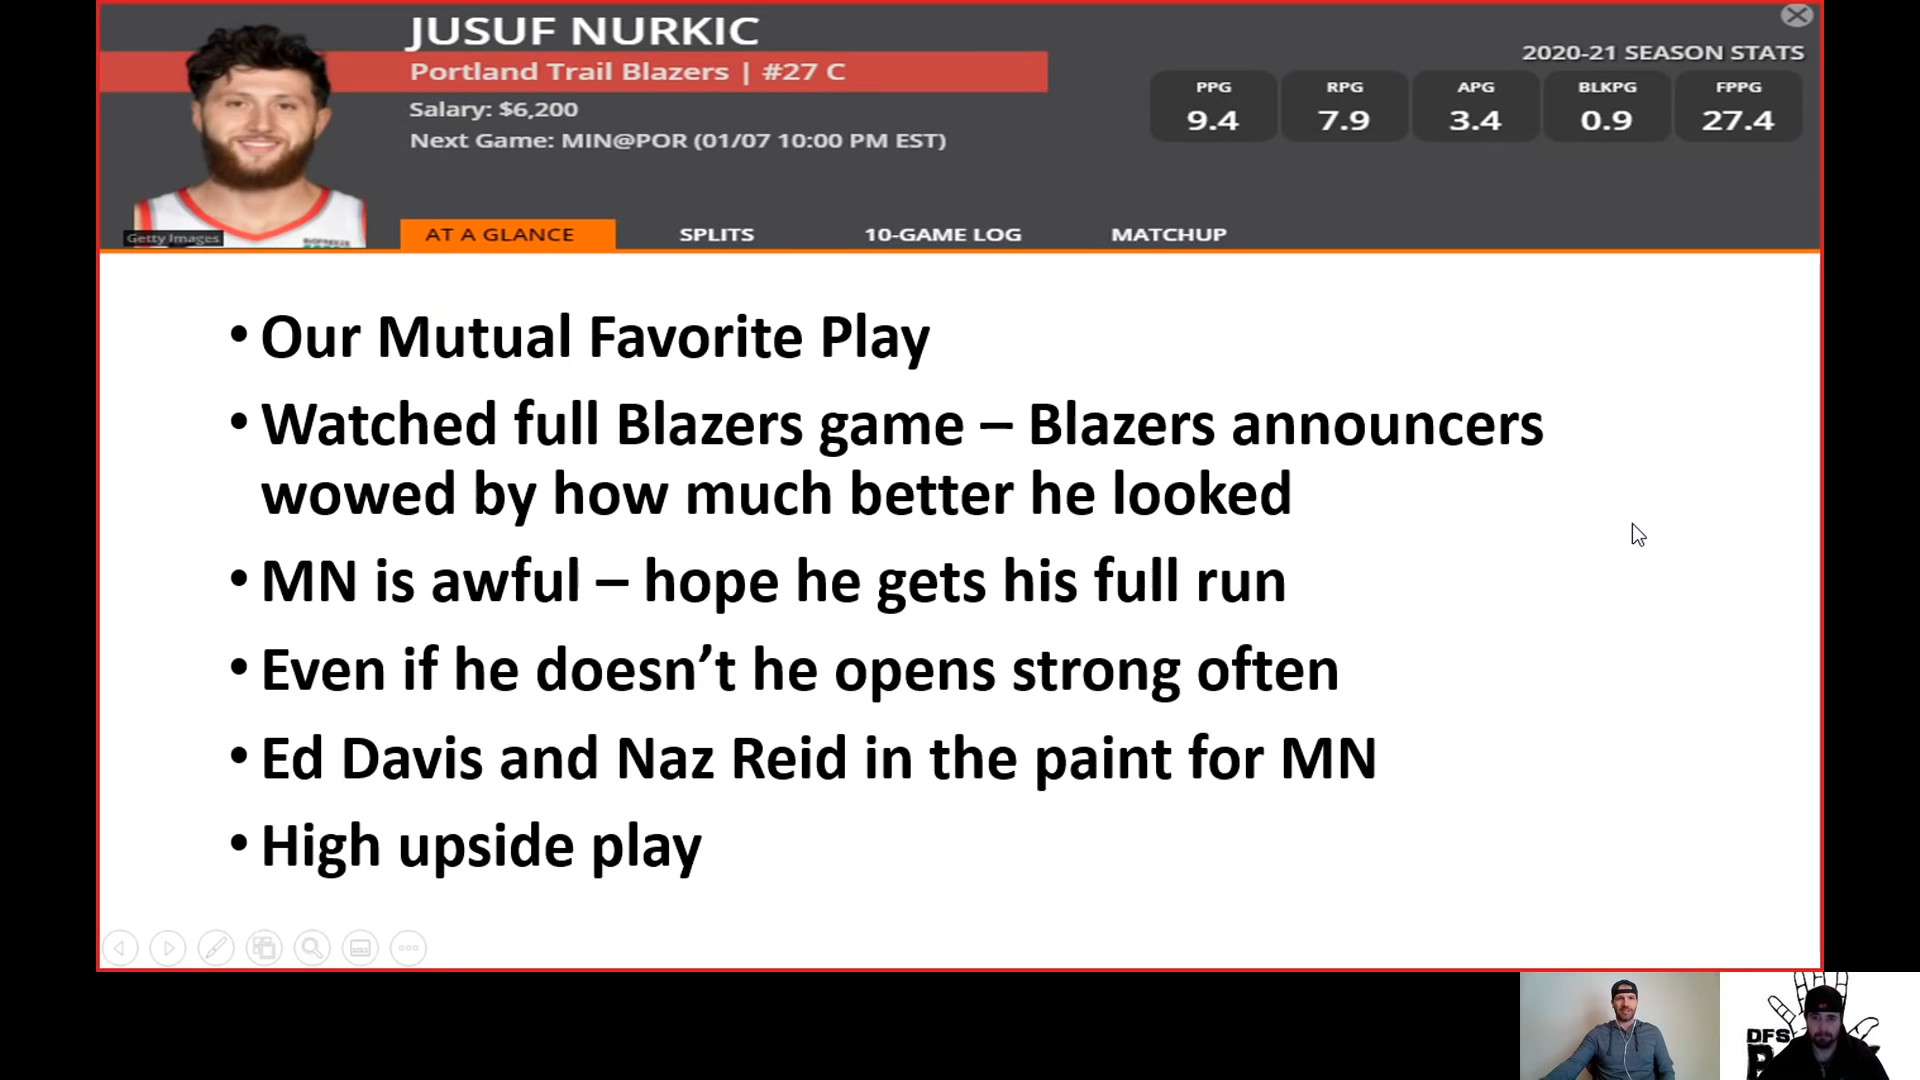 JUSUF NURKIC
Portland Trail Blazers | #27 C
Salary: $6,200
Next Game: MIN@POR (01/07 10:00 PM EST)
2020-21 SEASON STATS
PPG RPG APG BLKPG FPPG
9.4 7.9 3.4 0.9 27.4
Getty Images
AT A GLANCE SPLITS 10-GAME LOG MATCHUP
• Our Mutual Favorite Play
• Watched full Blazers game – Blazers announcers
wowed by how much better he looked
• MN is awful – hope he gets his full run
• Even if he doesn’t he opens strong often
• Ed Davis and Naz Reid in the paint for MN
• High upside play
DFS